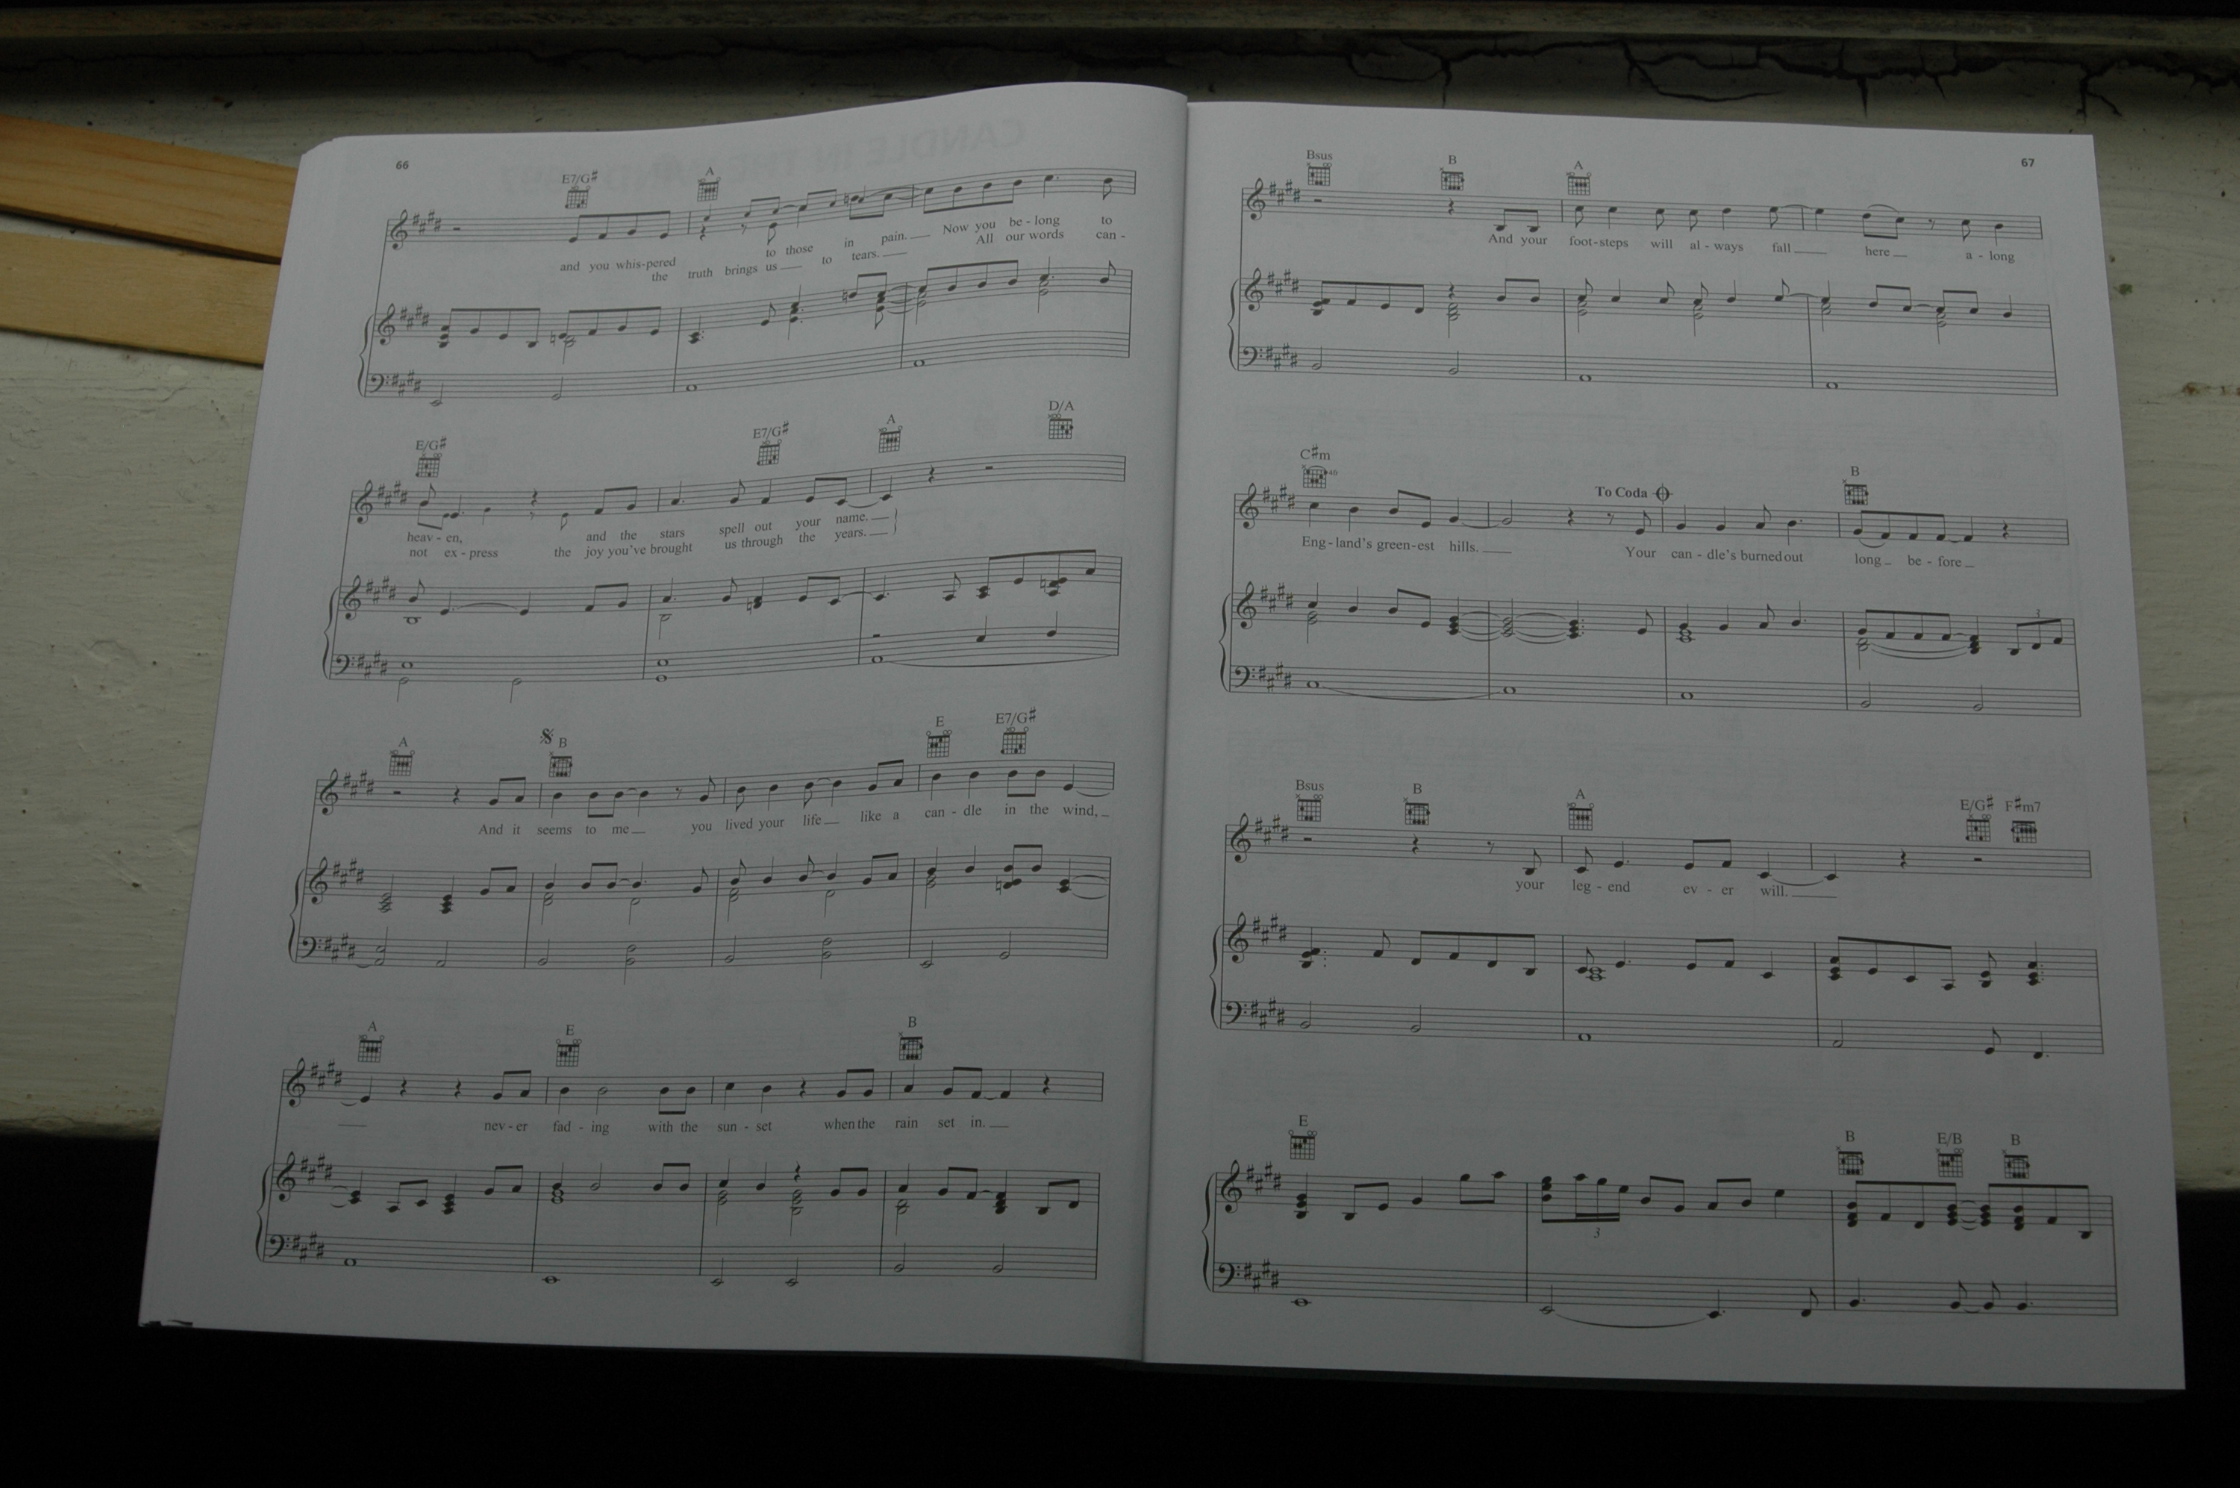 66
E7/G# A
and you whis-pered to those in pain. Now you be - long to
the truth brings us to tears. All our words can -
E/G# E7/G# A D/A
heav - en, and the stars spell out your name.
not ex - press the joy you've brought us through the years.
A B E E7/G#
And it seems to me you lived your life like a can - dle in the wind,
A E B
nev - er fad - ing with the sun - set when the rain set in.
67
Bsus B A
And your foot-steps will al - ways fall here a - long
C#m To Coda B
Eng - land's green-est hills. Your can - dle's burned out long be - fore
3
Bsus B A E/G# F#m7
your leg - end ev - er will.
E B E/B B
3